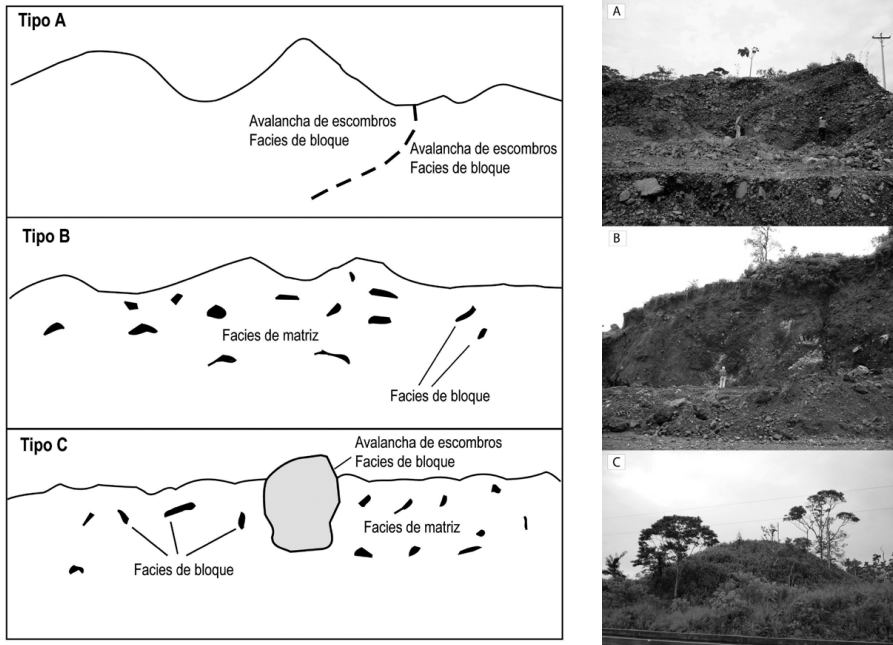 Tipo A
Avalancha de escombros
Facies de bloque
Avalancha de escombros
Facies de bloque
Tipo B
Facies de matriz
Facies de bloque
Tipo C
Avalancha de escombros
Facies de bloque
Facies de matriz
Facies de bloque
A
B
C